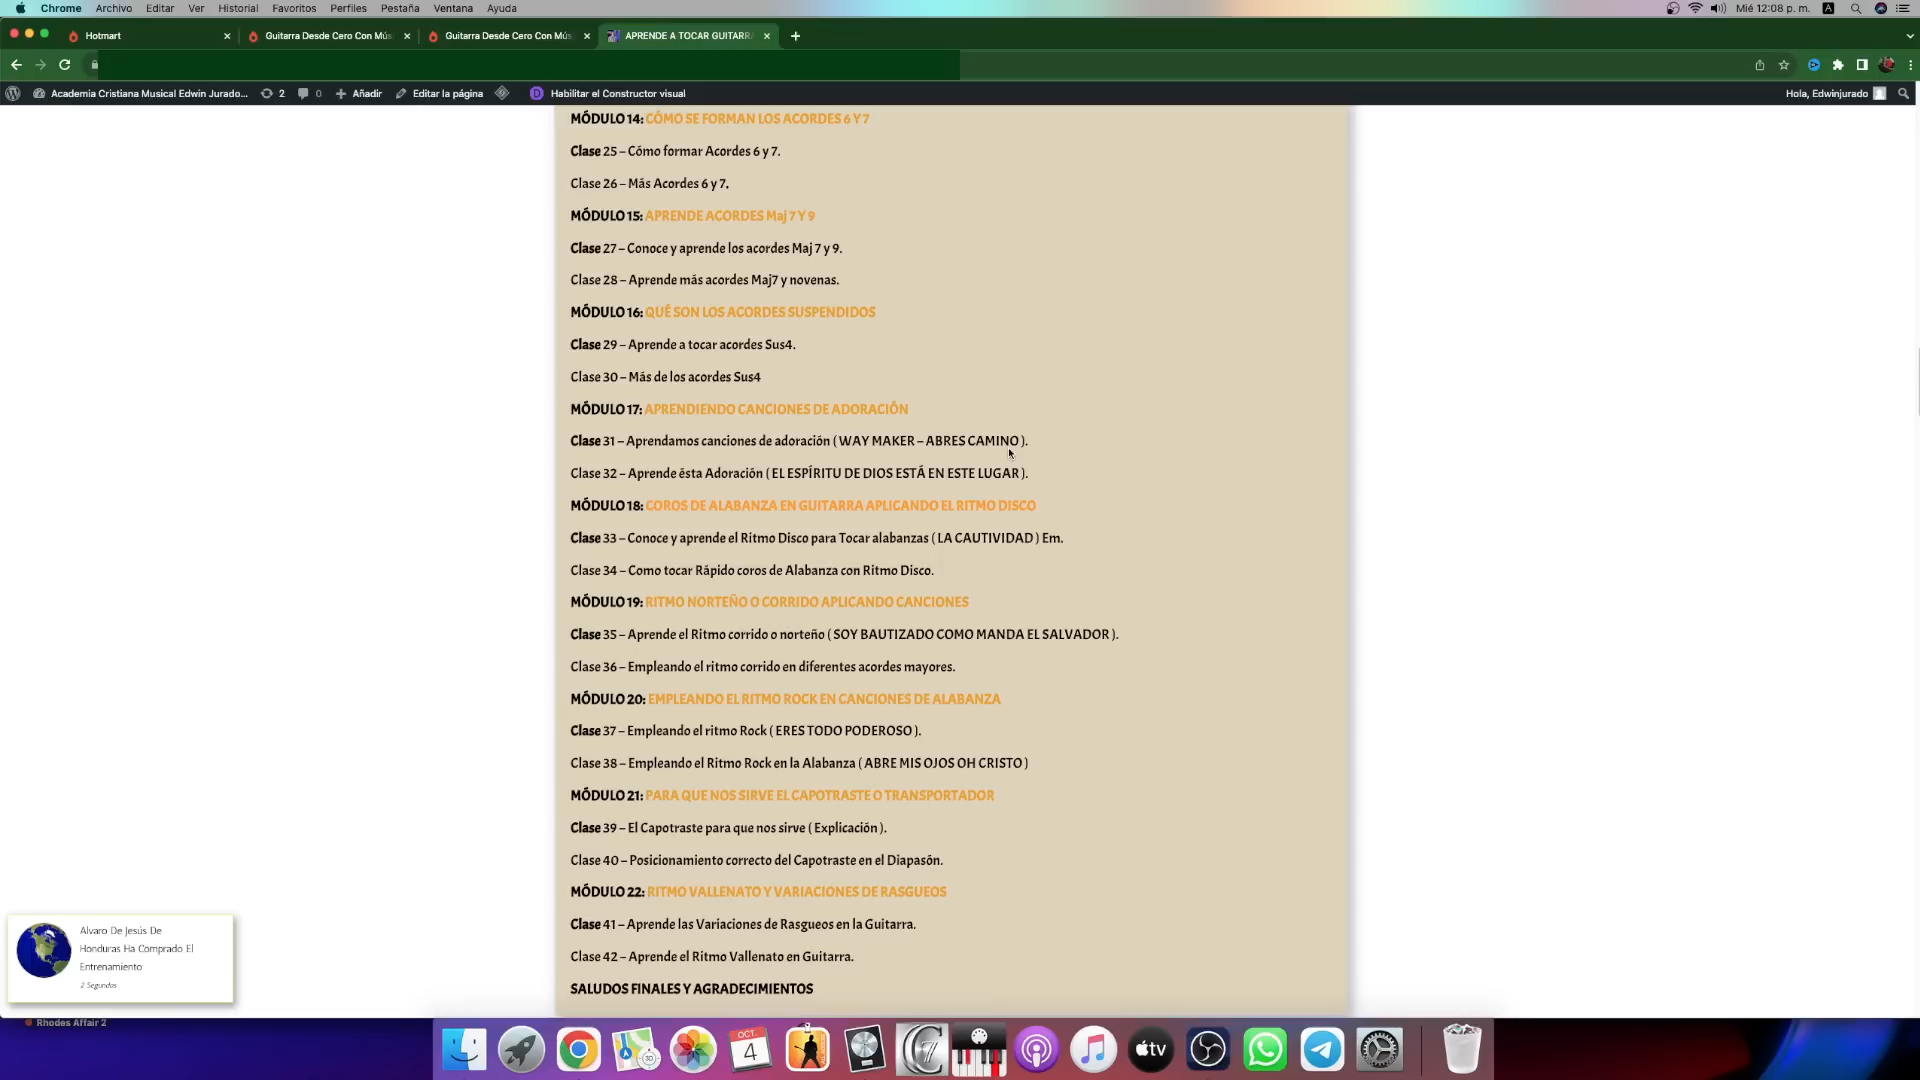 Chrome Archivo Editar Ver Historial Favoritos Perfiles Pestaña Ventana Ayuda Mié 12:08 p. m. A
Hotmart Guitarra Desde Cero Con Mús Guitarra Desde Cero Con Mús APRENDE A TOCAR GUITARRA
Academia Cristiana Musical Edwin Jurado... 2 0 Añadir Editar la página Habilitar el Constructor visual Hola, Edwinjurado
MÓDULO 14: CÓMO SE FORMAN LOS ACORDES 6 Y 7
Clase 25 – Cómo formar Acordes 6 y 7.
Clase 26 – Más Acordes 6 y 7.
MÓDULO 15: APRENDE ACORDES Maj 7 Y 9
Clase 27 – Conoce y aprende los acordes Maj 7 y 9.
Clase 28 – Aprende más acordes Maj7 y novenas.
MÓDULO 16: QUÉ SON LOS ACORDES SUSPENDIDOS
Clase 29 – Aprende a tocar acordes Sus4.
Clase 30 – Más de los acordes Sus4
MÓDULO 17: APRENDIENDO CANCIONES DE ADORACIÓN
Clase 31 – Aprendamos canciones de adoración ( WAY MAKER – ABRES CAMINO ).
Clase 32 – Aprende ésta Adoración ( EL ESPÍRITU DE DIOS ESTÁ EN ESTE LUGAR ).
MÓDULO 18: COROS DE ALABANZA EN GUITARRA APLICANDO EL RITMO DISCO
Clase 33 – Conoce y aprende el Ritmo Disco para Tocar alabanzas ( LA CAUTIVIDAD ) Em.
Clase 34 – Como tocar Rápido coros de Alabanza con Ritmo Disco.
MÓDULO 19: RITMO NORTEÑO O CORRIDO APLICANDO CANCIONES
Clase 35 – Aprende el Ritmo corrido o norteño ( SOY BAUTIZADO COMO MANDA EL SALVADOR ).
Clase 36 – Empleando el ritmo corrido en diferentes acordes mayores.
MÓDULO 20: EMPLEANDO EL RITMO ROCK EN CANCIONES DE ALABANZA
Clase 37 – Empleando el ritmo Rock ( ERES TODO PODEROSO ).
Clase 38 – Empleando el Ritmo Rock en la Alabanza ( ABRE MIS OJOS OH CRISTO )
MÓDULO 21: PARA QUE NOS SIRVE EL CAPOTRASTE O TRANSPORTADOR
Clase 39 – El Capotraste para que nos sirve ( Explicación ).
Clase 40 – Posicionamiento correcto del Capotraste en el Diapasón.
MÓDULO 22: RITMO VALLENATO Y VARIACIONES DE RASGUEOS
Clase 41 – Aprende las Variaciones de Rasgueos en la Guitarra.
Clase 42 – Aprende el Ritmo Vallenato en Guitarra.
SALUDOS FINALES Y AGRADECIMIENTOS
Alvaro De Jesús De
Honduras Ha Comprado El
Entrenamiento
2 Segundos
Rhodes Affair 2
OCT.
4
3D
C7
tv